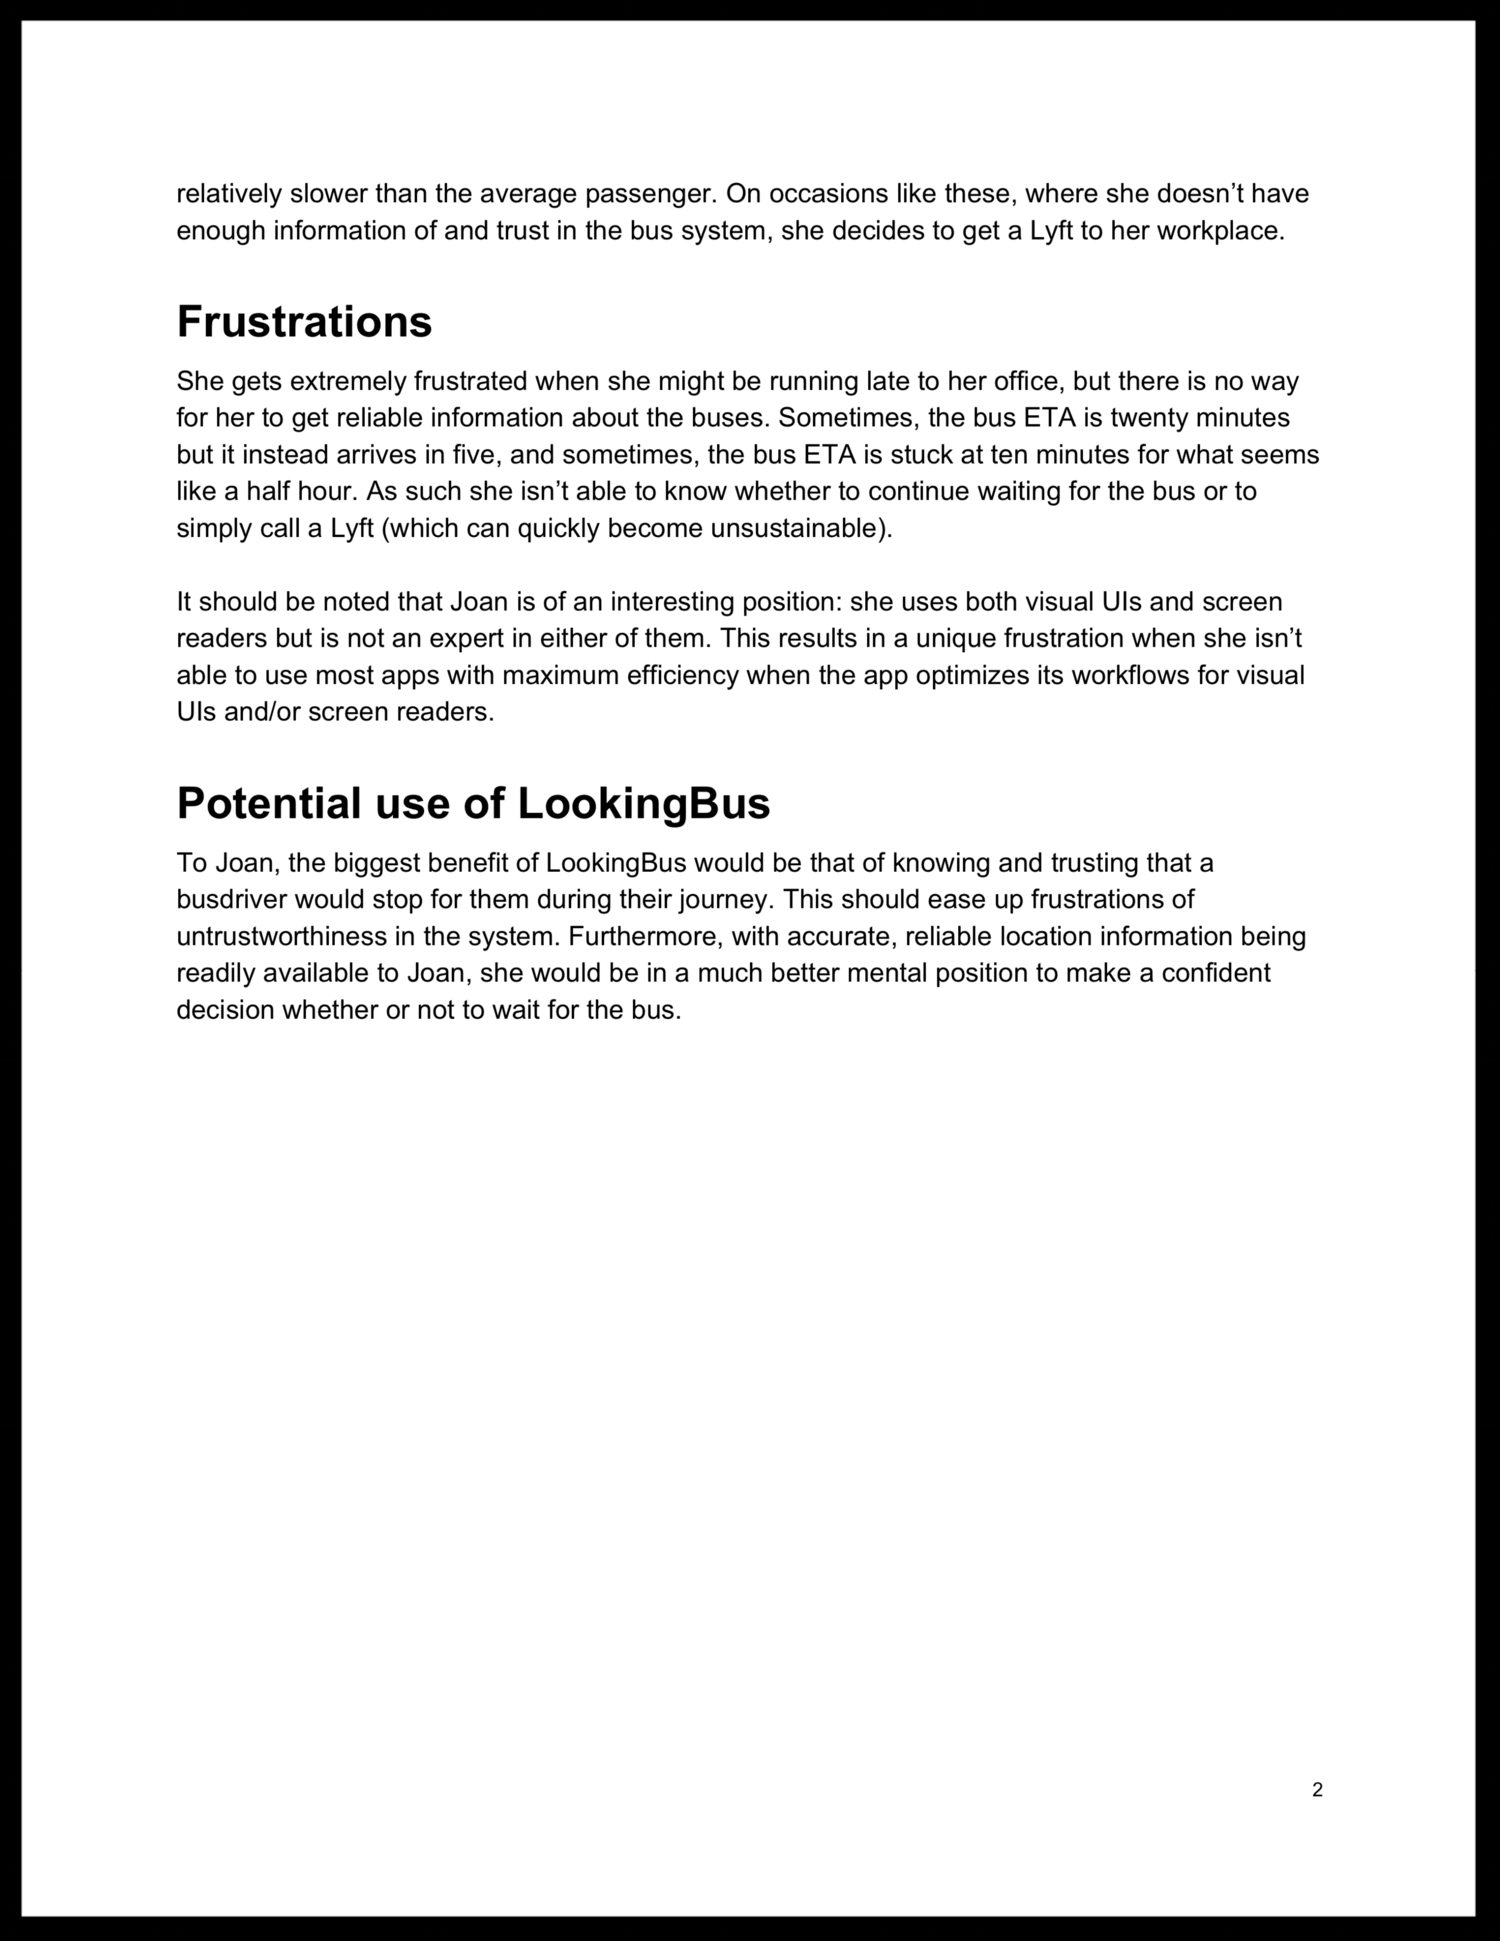 relatively slower than the average passenger. On occasions like these, where she doesn’t have
enough information of and trust in the bus system, she decides to get a Lyft to her workplace.
Frustrations
She gets extremely frustrated when she might be running late to her office, but there is no way
for her to get reliable information about the buses. Sometimes, the bus ETA is twenty minutes
but it instead arrives in five, and sometimes, the bus ETA is stuck at ten minutes for what seems
like a half hour. As such she isn’t able to know whether to continue waiting for the bus or to
simply call a Lyft (which can quickly become unsustainable).
It should be noted that Joan is of an interesting position: she uses both visual UIs and screen
readers but is not an expert in either of them. This results in a unique frustration when she isn’t
able to use most apps with maximum efficiency when the app optimizes its workflows for visual
UIs and/or screen readers.
Potential use of LookingBus
To Joan, the biggest benefit of LookingBus would be that of knowing and trusting that a
busdriver would stop for them during their journey. This should ease up frustrations of
untrustworthiness in the system. Furthermore, with accurate, reliable location information being
readily available to Joan, she would be in a much better mental position to make a confident
decision whether or not to wait for the bus.
2